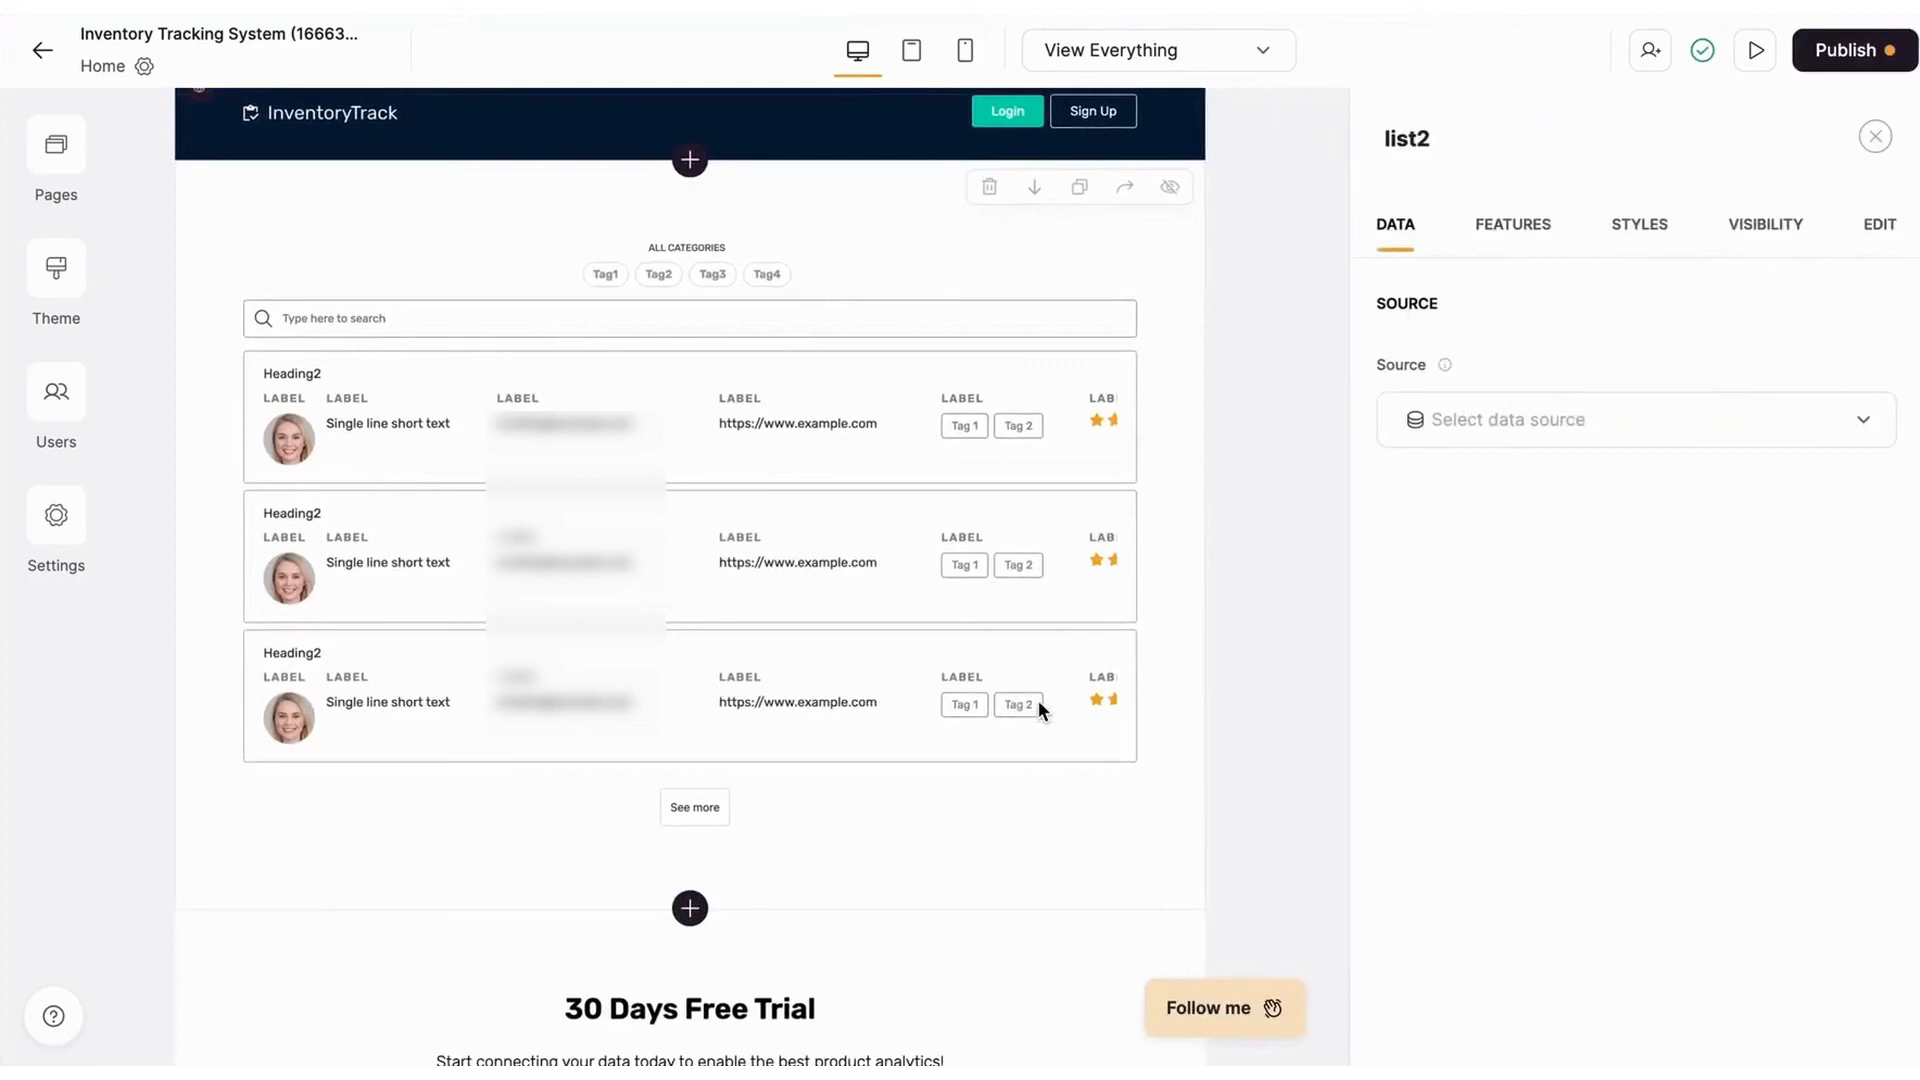 Inventory Tracking System (16663...
Home
View Everything
Publish
InventoryTrack
Login
Sign Up
Pages
Theme
Users
Settings
ALL CATEGORIES
Tag1 Tag2 Tag3 Tag4
Type here to search
Heading2
LABEL LABEL LABEL LABEL LABEL LAB
Single line short text https://www.example.com Tag 1 Tag 2
Heading2
LABEL LABEL LABEL LABEL LAB
Single line short text https://www.example.com Tag 1 Tag 2
Heading2
LABEL LABEL LABEL LABEL LAB
Single line short text https://www.example.com Tag 1 Tag 2
See more
30 Days Free Trial
Start connecting your data today to enable the best product analytics!
Follow me
list2
DATA FEATURES STYLES VISIBILITY EDIT
SOURCE
Source
Select data source